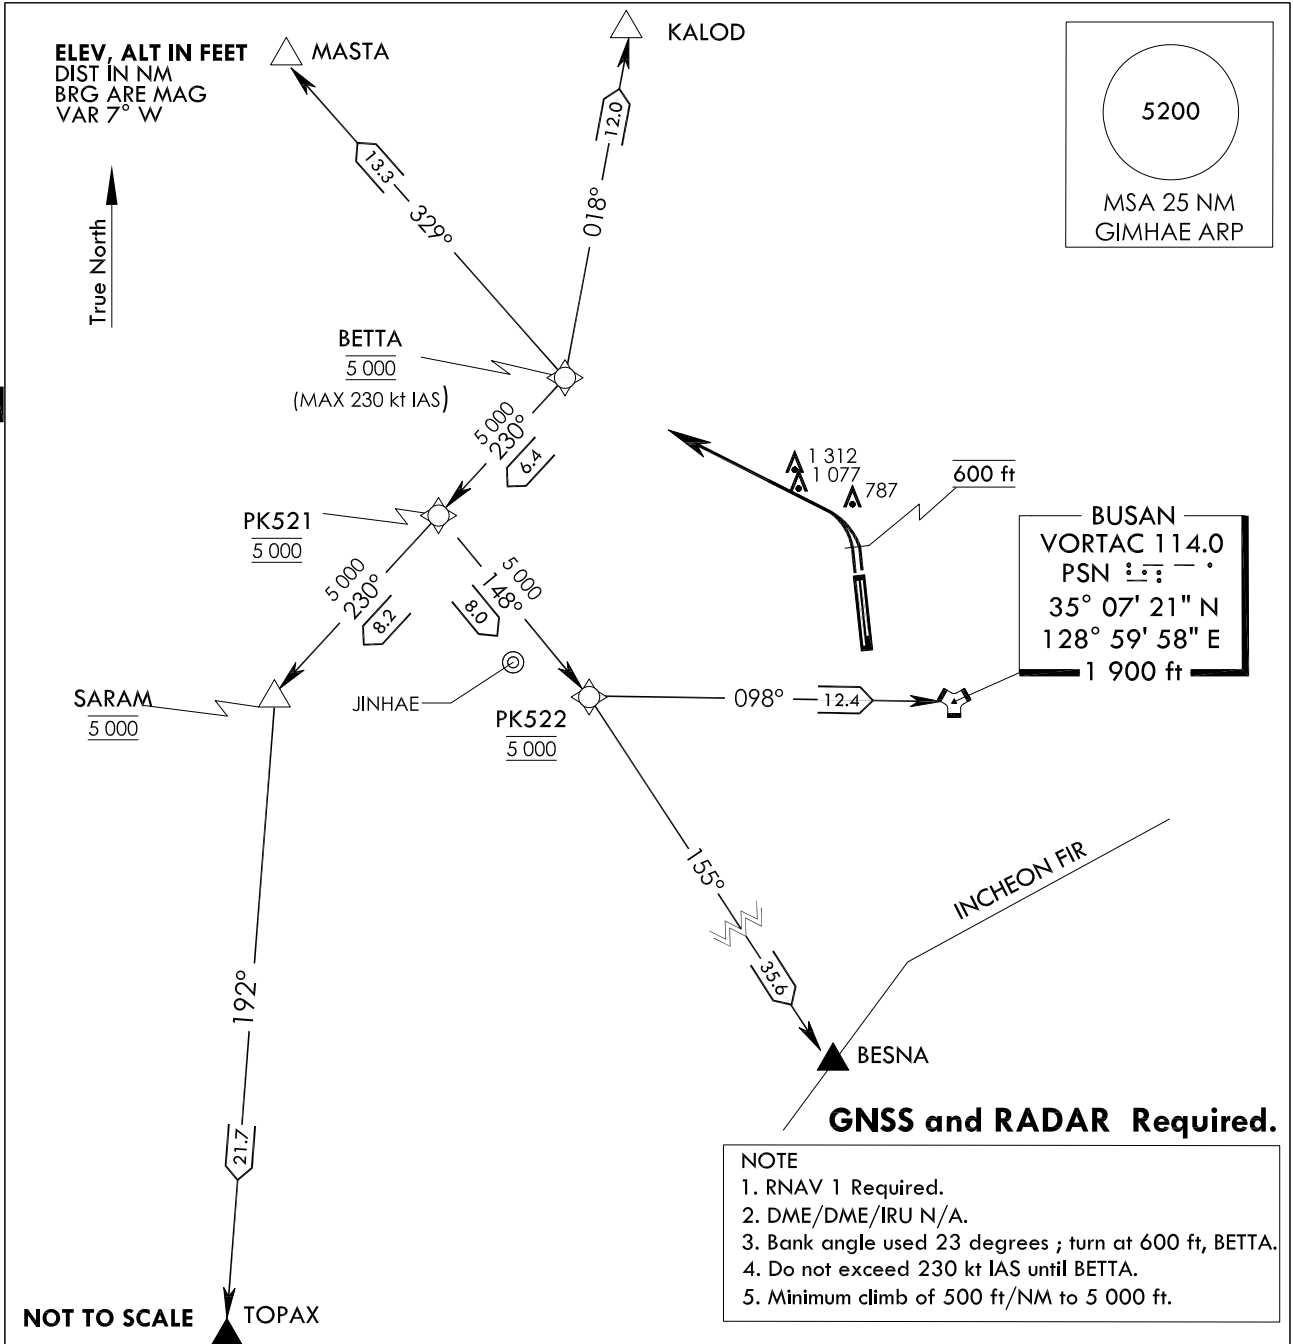 ELEV, ALT IN FEET
DIST IN NM
BRG ARE MAG
VAR 7° W
True North
MASTA
KALOD
5200
MSA 25 NM
GIMHAE ARP
13.3
329°
12.0
018°
BETTA
5 000
(MAX 230 kt IAS)
5 000
230°
6.4
1 312
1 077
787
600 ft
PK521
5 000
BUSAN
VORTAC 114.0
PSN
35° 07' 21" N
128° 59' 58" E
1 900 ft
5 000
230°
8.2
5 000
148°
8.0
JINHAE
SARAM
5 000
PK522
5 000
098°
12.4
155°
35.6
INCHEON FIR
BESNA
192°
21.7
TOPAX
NOT TO SCALE
GNSS and RADAR Required.
NOTE
1. RNAV 1 Required.
2. DME/DME/IRU N/A.
3. Bank angle used 23 degrees ; turn at 600 ft, BETTA.
4. Do not exceed 230 kt IAS until BETTA.
5. Minimum climb of 500 ft/NM to 5 000 ft.